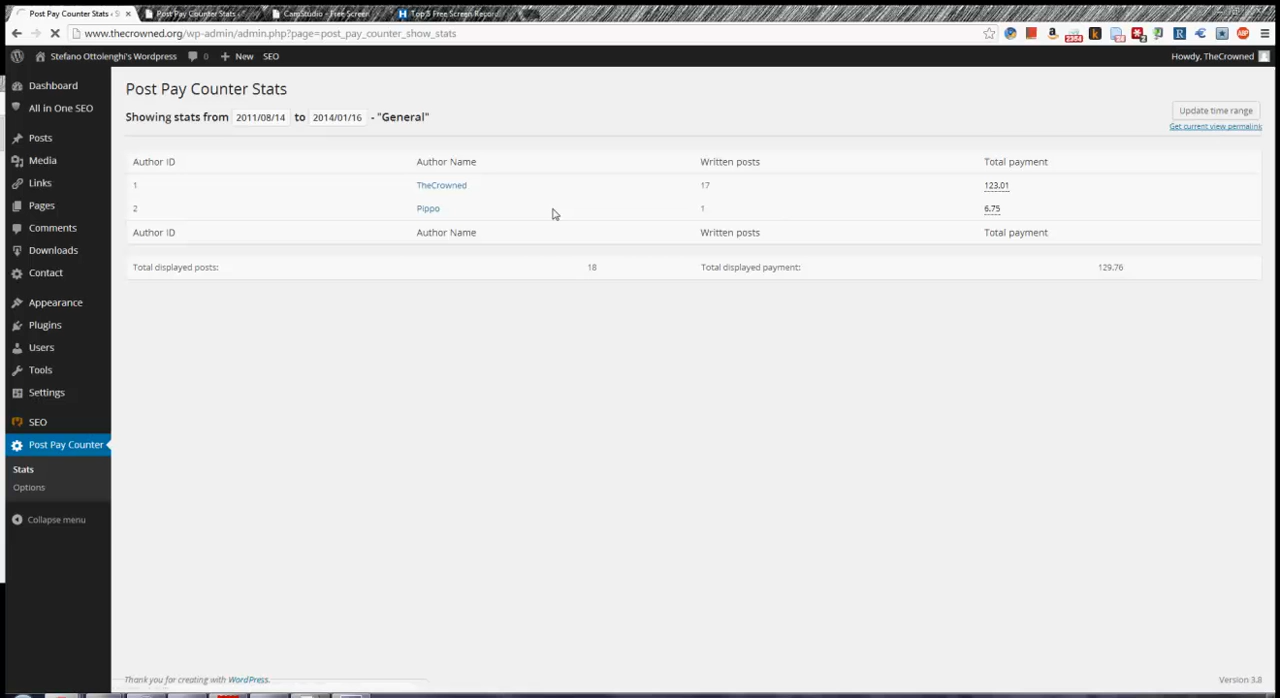 Post Pay Counter Stats
Post Pay Counter Stats
CamStudio - Free Screen
Top 5 Free Screen Record
www.thecrowned.org/wp-admin/admin.php?page=post_pay_counter_show_stats
Stefano Ottolenghi's Wordpress 0 + New SEO
Howdy, TheCrowned
Dashboard
All in One SEO
Posts
Media
Links
Pages
Comments
Downloads
Contact
Appearance
Plugins
Users
Tools
Settings
SEO
Post Pay Counter
Stats
Options
Collapse menu
Post Pay Counter Stats
Showing stats from 2011/08/14 to 2014/01/16 - "General"
Update time range
Get current view permalink
Author ID Author Name Written posts Total payment
1 TheCrowned 17 123.01
2 Pippo 1 6.75
Author ID Author Name Written posts Total payment
Total displayed posts: 18 Total displayed payment: 129.76
Thank you for creating with WordPress.
Version 3.8